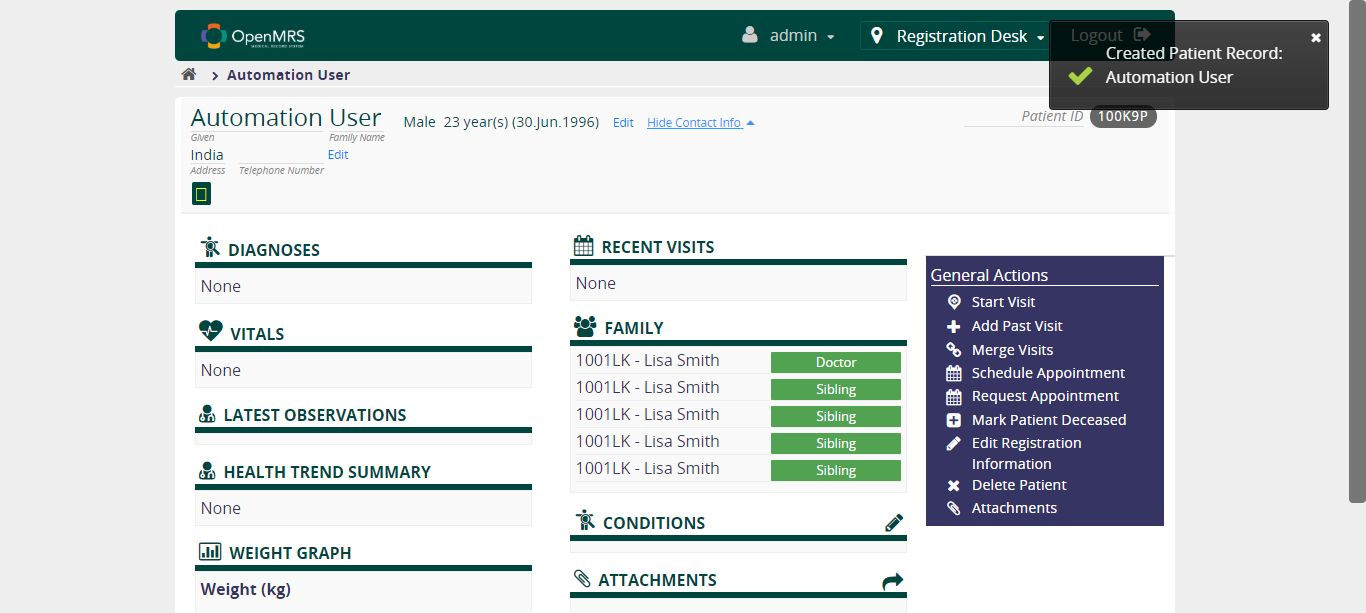 OpenMRS
MEDICAL RECORD SYSTEM
admin
Registration Desk
Logout
Created Patient Record:
Automation User
Automation User
Automation User
Given Family Name
Male 23 year(s) (30.Jun.1996) Edit Hide Contact Info
Patient ID 100K9P
India Edit
Address Telephone Number
DIAGNOSES
None
VITALS
None
LATEST OBSERVATIONS
HEALTH TREND SUMMARY
None
WEIGHT GRAPH
Weight (kg)
RECENT VISITS
None
FAMILY
1001LK - Lisa Smith Doctor
1001LK - Lisa Smith Sibling
1001LK - Lisa Smith Sibling
1001LK - Lisa Smith Sibling
1001LK - Lisa Smith Sibling
CONDITIONS
ATTACHMENTS
General Actions
Start Visit
Add Past Visit
Merge Visits
Schedule Appointment
Request Appointment
Mark Patient Deceased
Edit Registration
Information
Delete Patient
Attachments